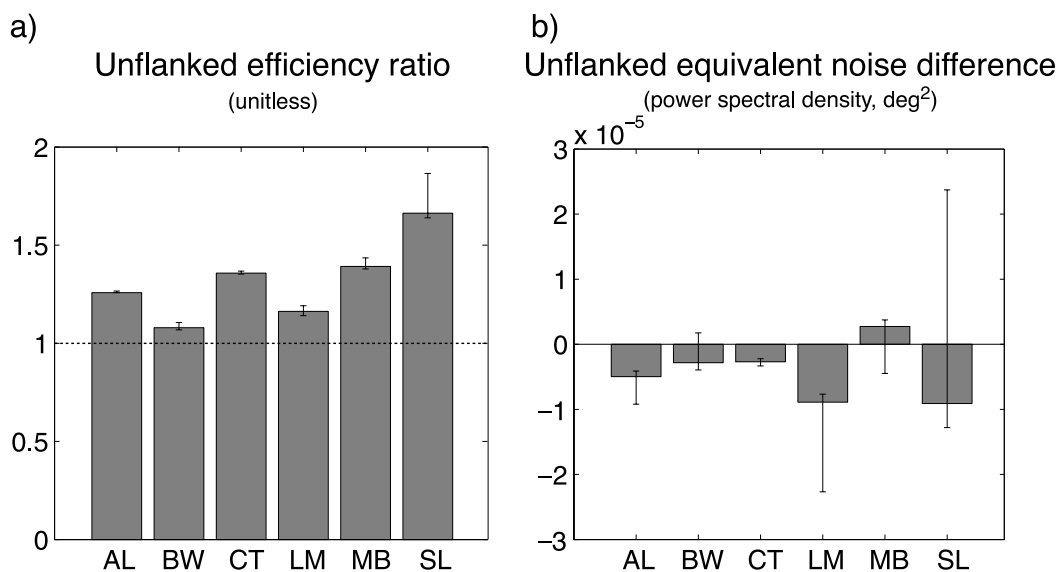 a)
Unflanked efficiency ratio
(unitless)
2
1.5
1
0.5
0
AL BW CT LM MB SL
b)
Unflanked equivalent noise difference
(power spectral density, deg²)
x 10⁻⁵
3
2
1
0
−1
−2
−3
AL BW CT LM MB SL